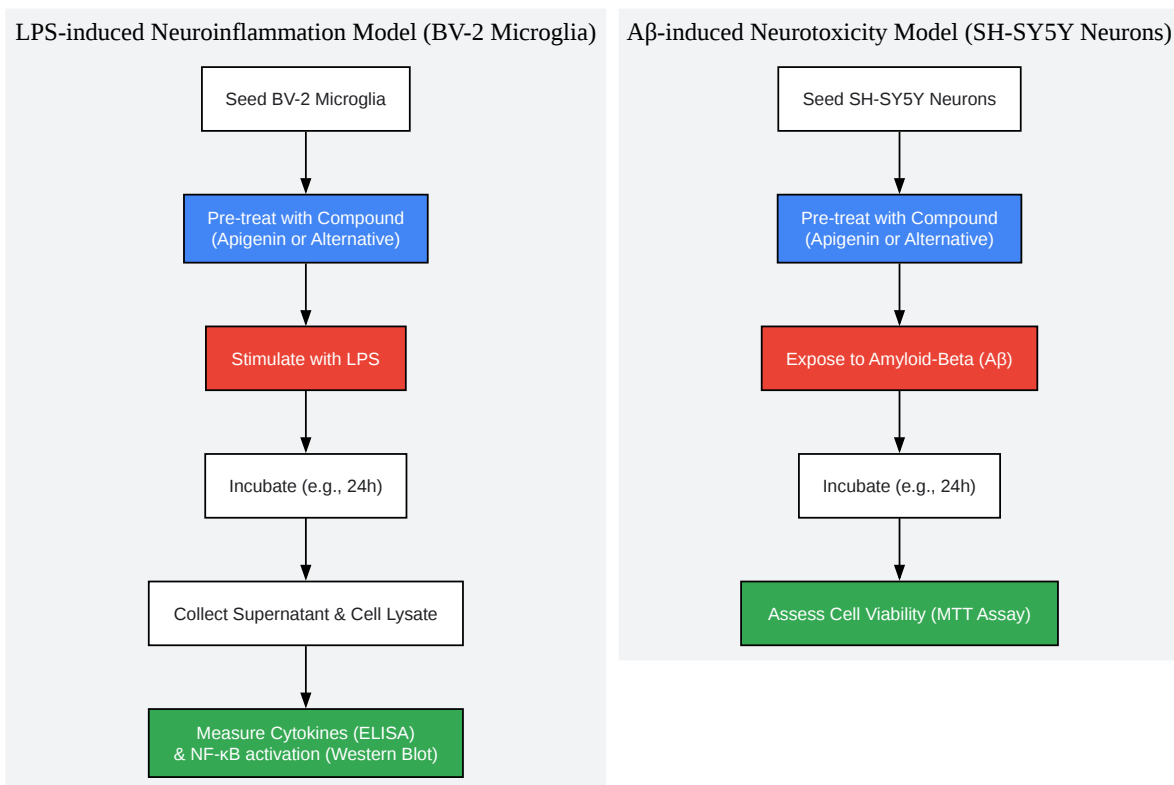 LPS-induced Neuroinflammation Model (BV-2 Microglia)
Seed BV-2 Microglia
Pre-treat with Compound
(Apigenin or Alternative)
Stimulate with LPS
Incubate (e.g., 24h)
Collect Supernatant & Cell Lysate
Measure Cytokines (ELISA)
& NF-κB activation (Western Blot)
Aβ-induced Neurotoxicity Model (SH-SY5Y Neurons)
Seed SH-SY5Y Neurons
Pre-treat with Compound
(Apigenin or Alternative)
Expose to Amyloid-Beta (Aβ)
Incubate (e.g., 24h)
Assess Cell Viability (MTT Assay)